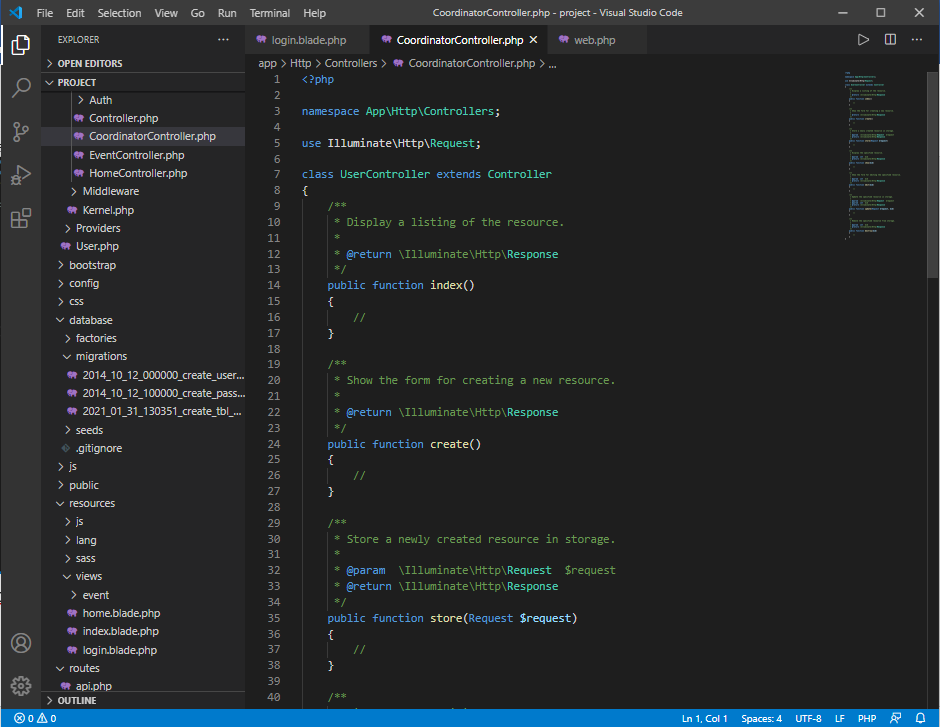 File Edit Selection View Go Run Terminal Help CoordinatorController.php - project - Visual Studio Code
EXPLORER
OPEN EDITORS
PROJECT
Auth
Controller.php
CoordinatorController.php
EventController.php
HomeController.php
Middleware
Kernel.php
Providers
User.php
bootstrap
config
css
database
factories
migrations
2014_10_12_000000_create_user...
2014_10_12_100000_create_pass...
2021_01_31_130351_create_tbl_...
seeds
.gitignore
js
public
resources
js
lang
sass
views
event
home.blade.php
index.blade.php
login.blade.php
routes
api.php
OUTLINE
login.blade.php CoordinatorController.php web.php
app > Http > Controllers > CoordinatorController.php > ...
1 <?php
2
3 namespace App\Http\Controllers;
4
5 use Illuminate\Http\Request;
6
7 class UserController extends Controller
8 {
9 /**
10 * Display a listing of the resource.
11 *
12 * @return \Illuminate\Http\Response
13 */
14 public function index()
15 {
16 //
17 }
18
19 /**
20 * Show the form for creating a new resource.
21 *
22 * @return \Illuminate\Http\Response
23 */
24 public function create()
25 {
26 //
27 }
28
29 /**
30 * Store a newly created resource in storage.
31 *
32 * @param \Illuminate\Http\Request $request
33 * @return \Illuminate\Http\Response
34 */
35 public function store(Request $request)
36 {
37 //
38 }
39
40 /**
0 0 Ln 1, Col 1 Spaces: 4 UTF-8 LF PHP